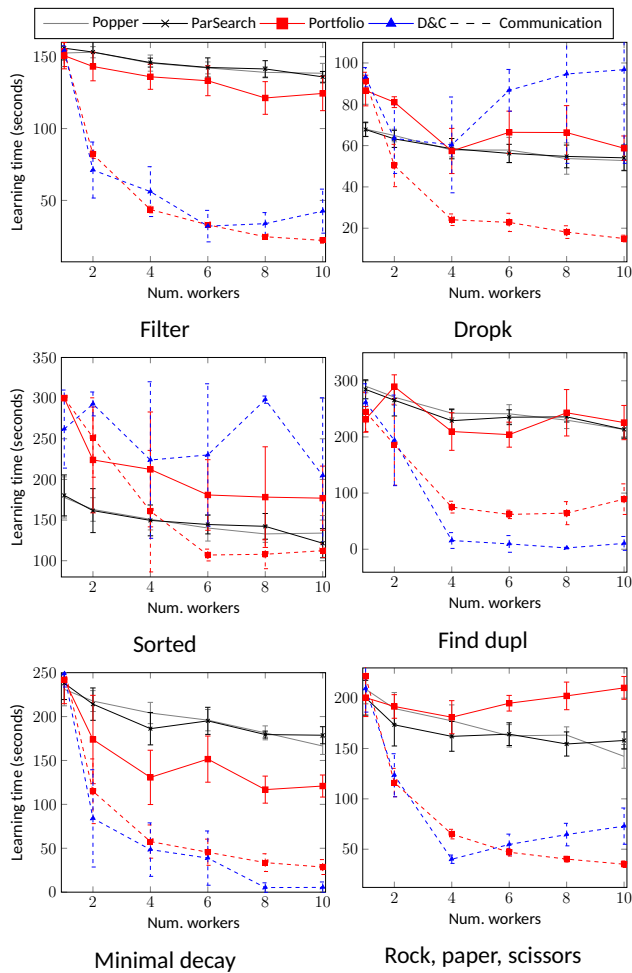 Popper ParSearch Portfolio D&C Communication
150
100
50
2 4 6 8 10
Learning time (seconds)
Num. workers
Filter
100
80
60
40
20
2 4 6 8 10
Num. workers
Dropk
350
300
250
200
150
100
2 4 6 8 10
Learning time (seconds)
Num. workers
Sorted
300
200
100
0
2 4 6 8 10
Num. workers
Find dupl
250
200
150
100
50
0
2 4 6 8 10
Learning time (seconds)
Num. workers
Minimal decay
200
150
100
50
2 4 6 8 10
Num. workers
Rock, paper, scissors